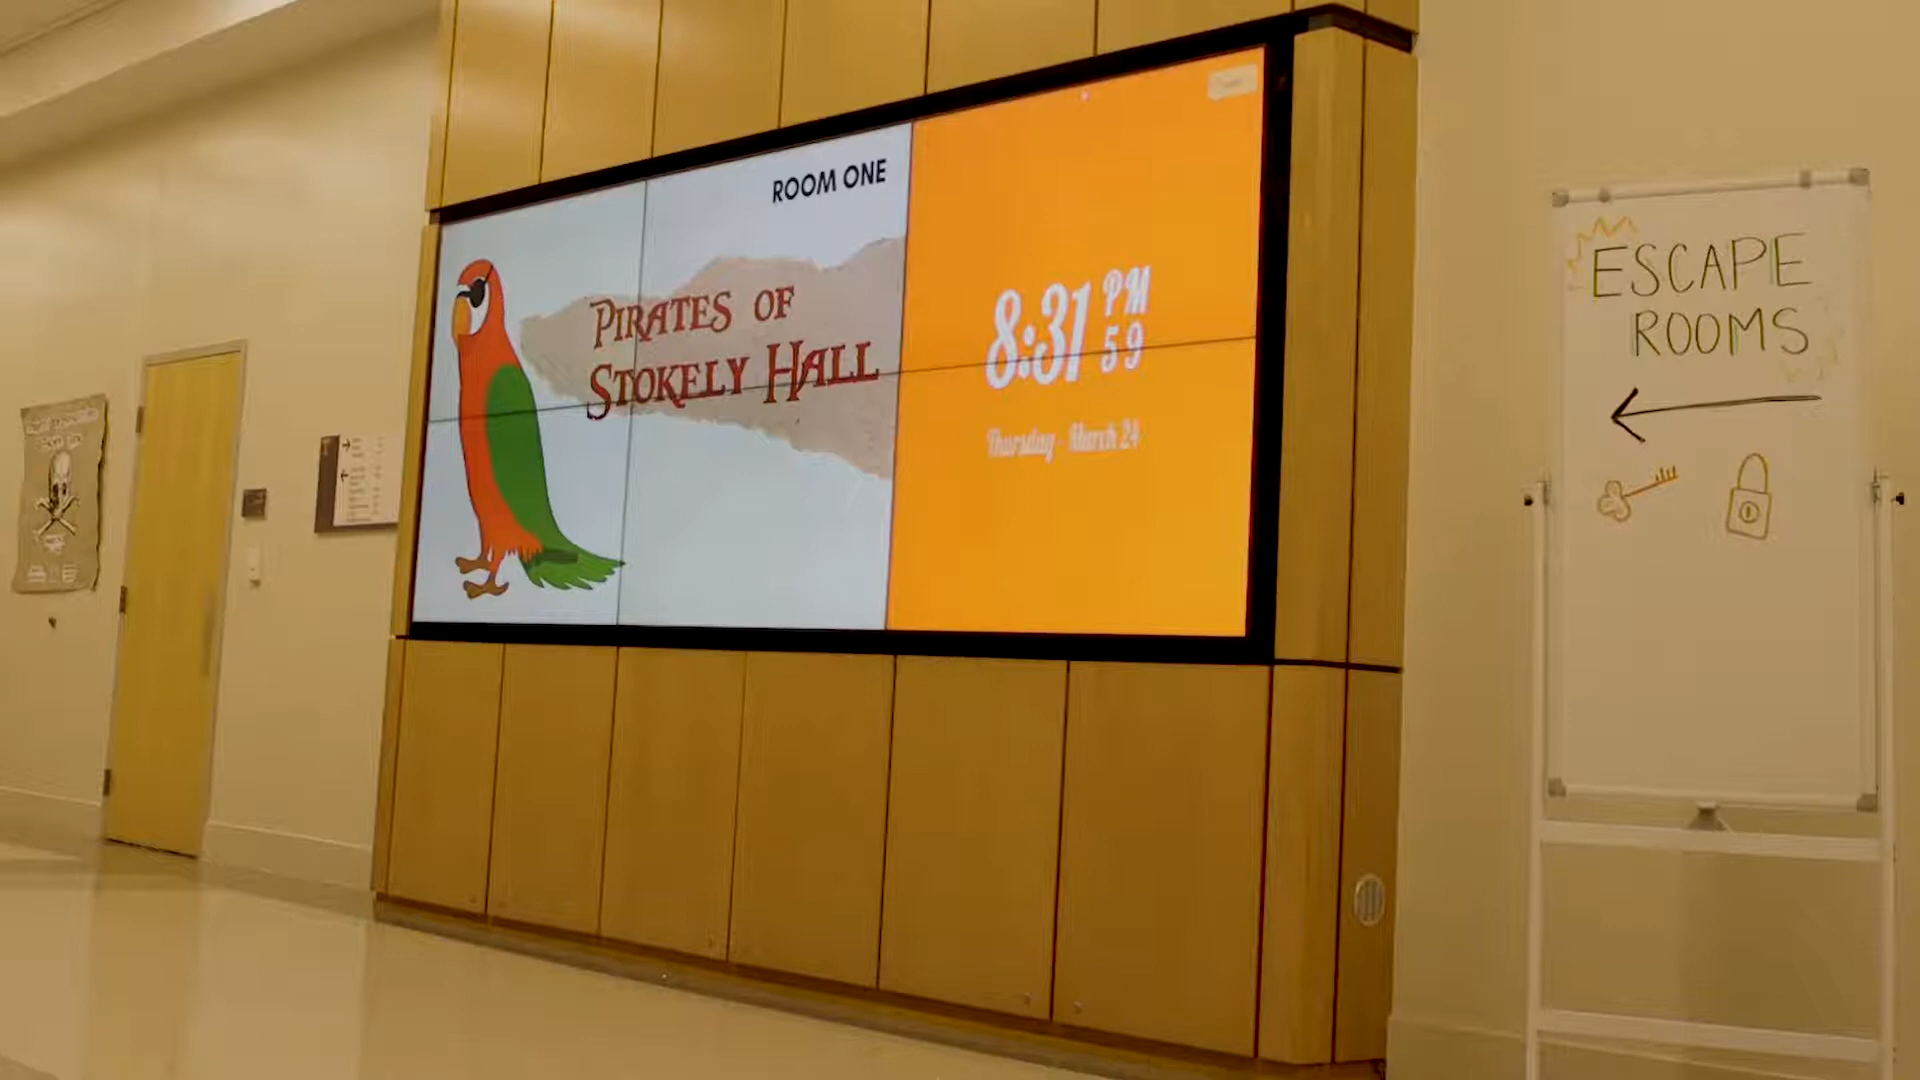 ROOM ONE
PIRATES OF
STOKELY HALL
8:31 PM
59
Thursday - March 24
ESCAPE
ROOMS